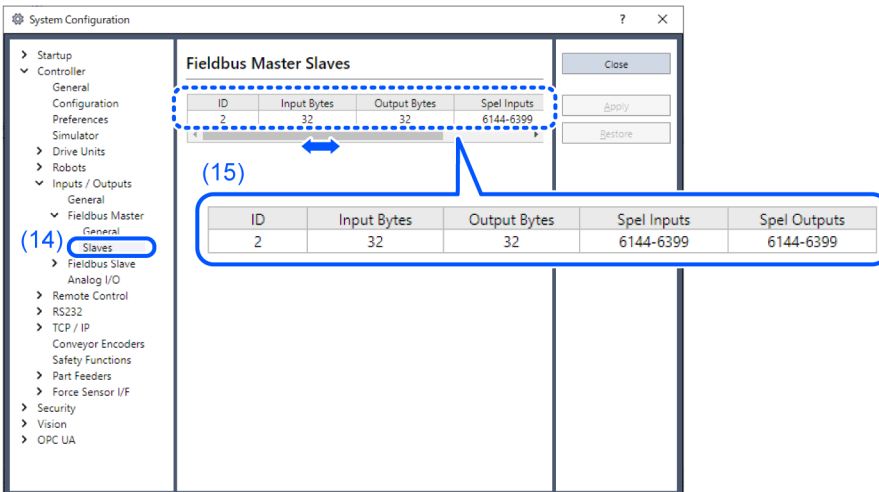 System Configuration
? ×
> Startup
Controller
General
Configuration
Preferences
Simulator
> Drive Units
> Robots
Inputs / Outputs
General
Fieldbus Master
General
(14) Slaves
> Fieldbus Slave
Analog I/O
> Remote Control
> RS232
> TCP / IP
Conveyor Encoders
Safety Functions
> Part Feeders
> Force Sensor I/F
> Security
> Vision
> OPC UA
Fieldbus Master Slaves
ID Input Bytes Output Bytes Spel Inputs
2 32 32 6144-6399
(15)
ID Input Bytes Output Bytes Spel Inputs Spel Outputs
2 32 32 6144-6399 6144-6399
Close
Apply
Restore